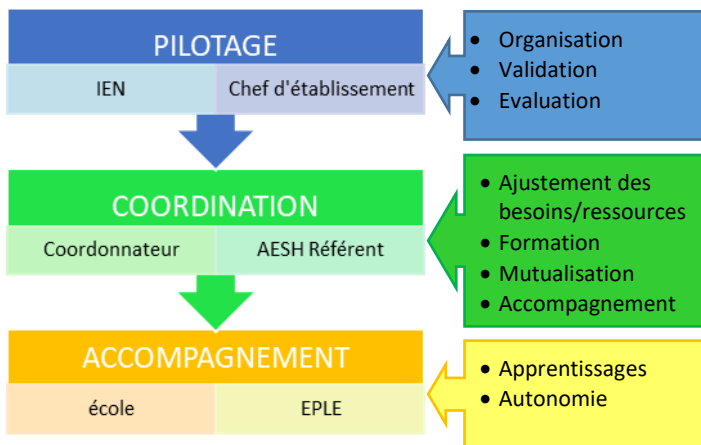 PILOTAGE
IEN
Chef d'établissement
• Organisation
• Validation
• Evaluation
COORDINATION
Coordonnateur
AESH Référent
• Ajustement des
besoins/ressources
• Formation
• Mutualisation
• Accompagnement
ACCOMPAGNEMENT
école
EPLE
• Apprentissages
• Autonomie